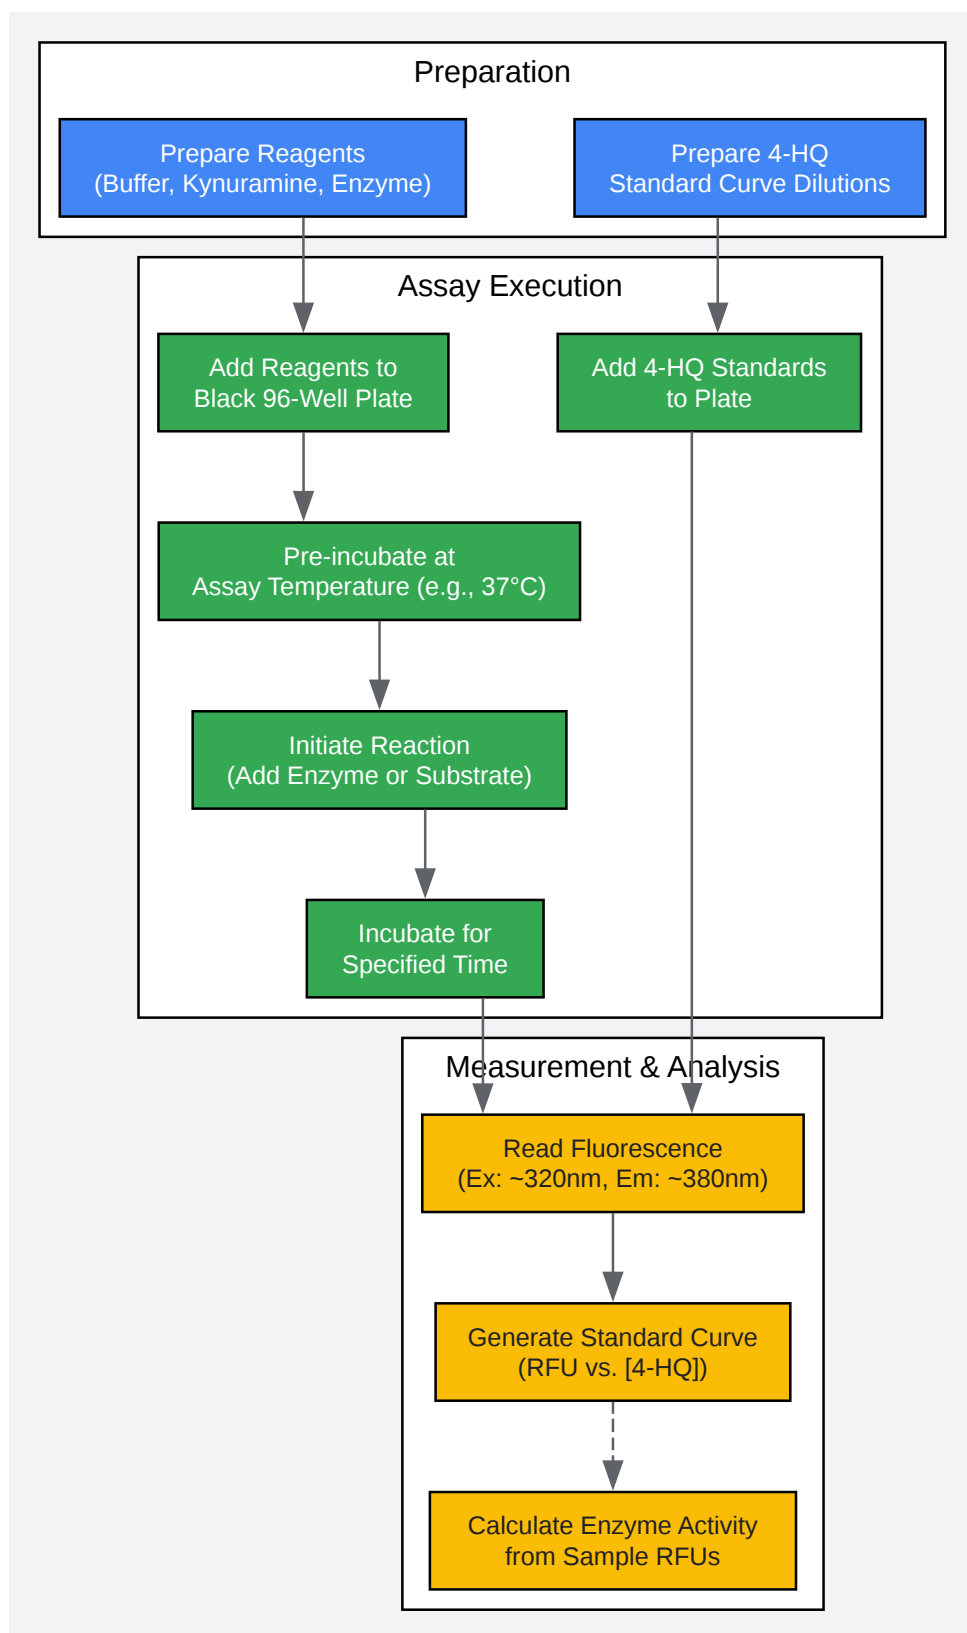 Preparation
Prepare Reagents
(Buffer, Kynuramine, Enzyme)
Prepare 4-HQ
Standard Curve Dilutions
Assay Execution
Add Reagents to
Black 96-Well Plate
Add 4-HQ Standards
to Plate
Pre-incubate at
Assay Temperature (e.g., 37°C)
Initiate Reaction
(Add Enzyme or Substrate)
Incubate for
Specified Time
Measurement & Analysis
Read Fluorescence
(Ex: ~320nm, Em: ~380nm)
Generate Standard Curve
(RFU vs. [4-HQ])
Calculate Enzyme Activity
from Sample RFUs